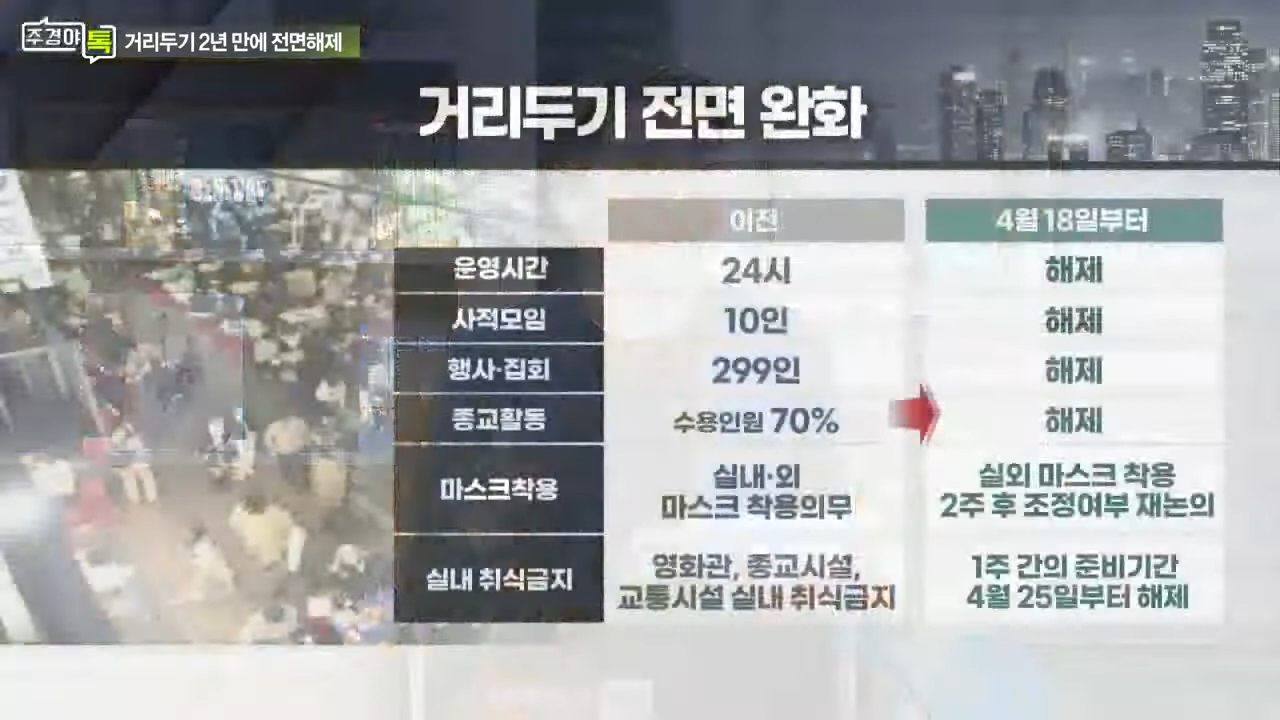 주경야톡 거리두기 2년 만에 전면해제
거리두기 전면 완화
이전 4월 18일부터
운영시간 24시 해제
사적모임 10인 해제
행사·집회 299인 해제
종교활동 수용인원 70% 해제
마스크착용
실내·외
마스크 착용의무
실외 마스크 착용
2주 후 조정여부 재논의
실내 취식금지
영화관, 종교시설,
교통시설 실내 취식금지
1주 간의 준비기간
4월 25일부터 해제